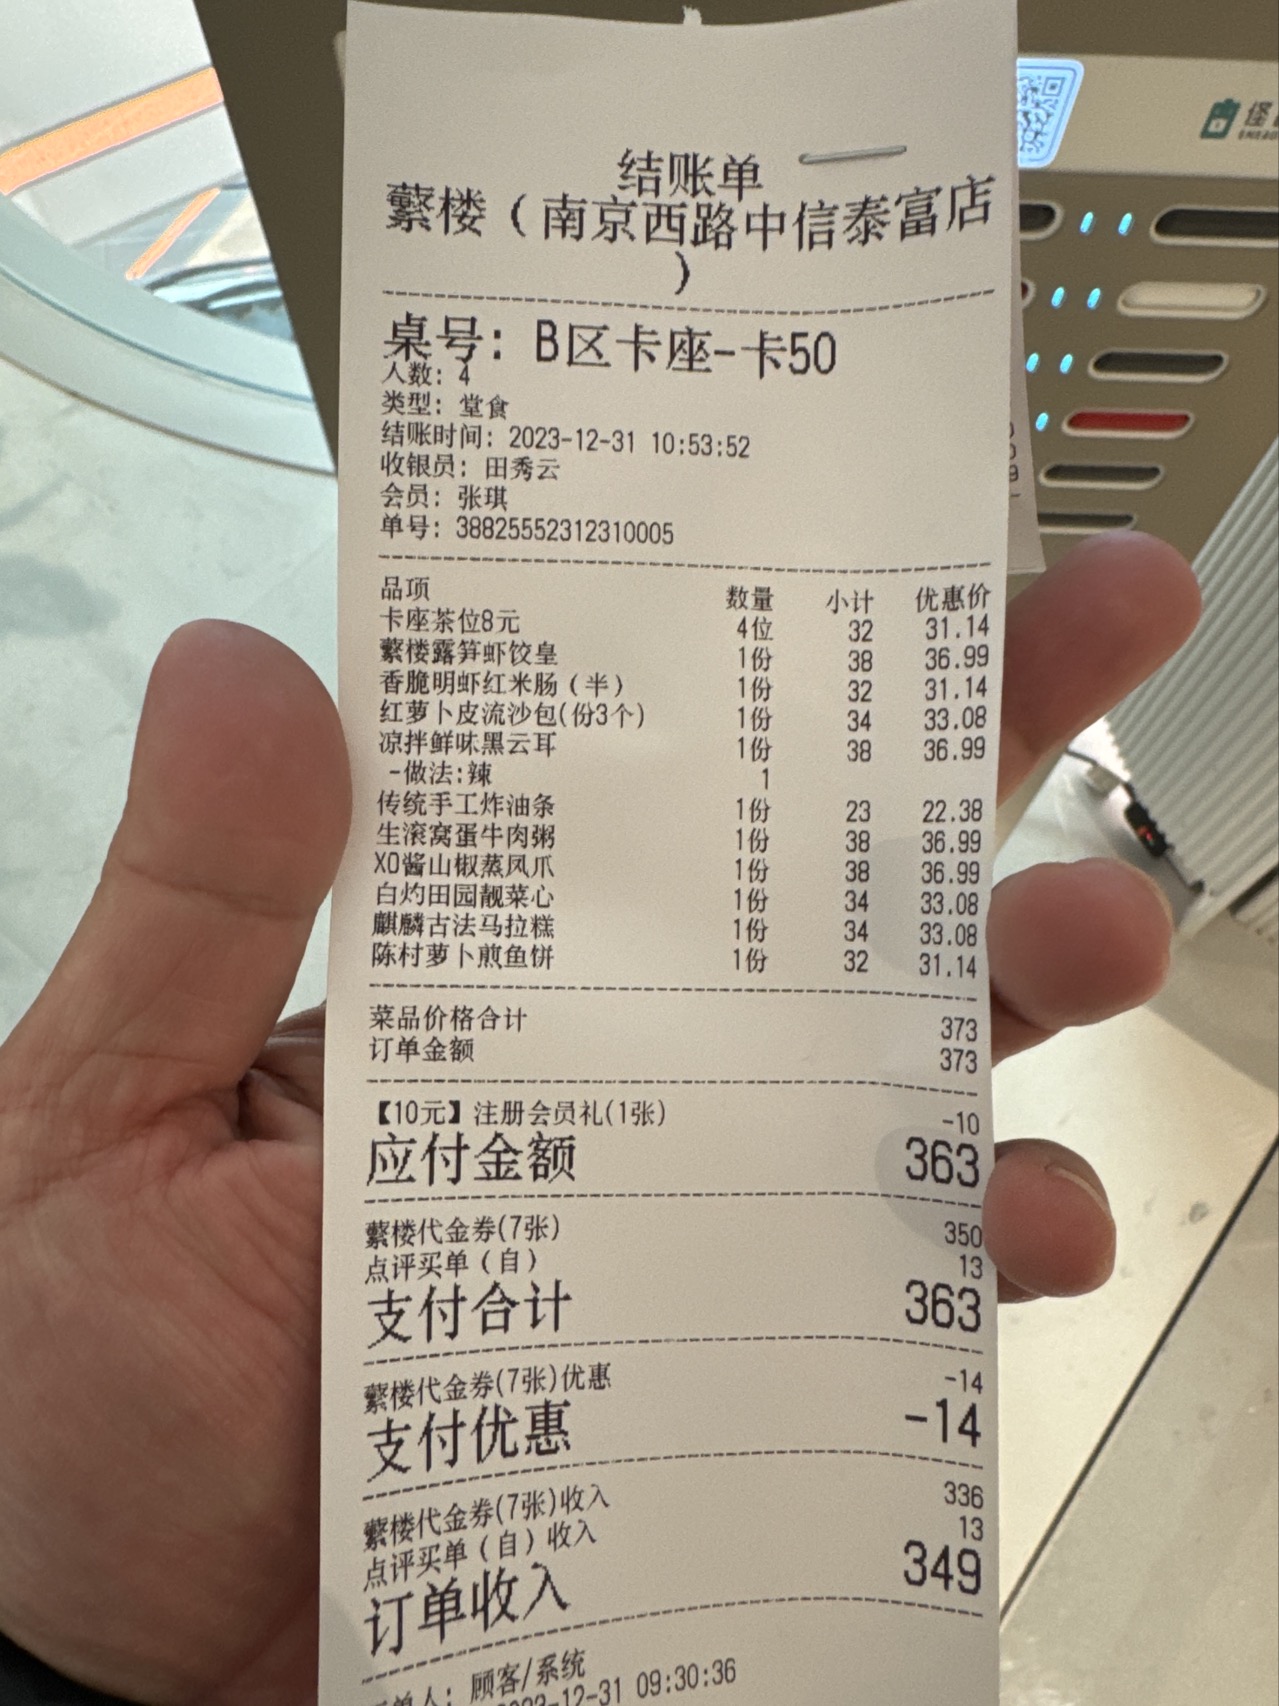 结账单
蘩楼（南京西路中信泰富店
）
桌号：B区卡座-卡50
人数：4
类型：堂食
结账时间：2023-12-31 10:53:52
收银员：田秀云
会员：张琪
单号：38825552312310005
品项 数量 小计 优惠价
卡座茶位8元 4位 32 31.14
蘩楼露笋虾饺皇 1份 38 36.99
香脆明虾红米肠（半） 1份 32 31.14
红萝卜皮流沙包(份3个) 1份 34 33.08
凉拌鲜味黑云耳 1份 38 36.99
-做法:辣 1
传统手工炸油条 1份 23 22.38
生滚窝蛋牛肉粥 1份 38 36.99
XO酱山椒蒸凤爪 1份 38 36.99
白灼田园靓菜心 1份 34 33.08
麒麟古法马拉糕 1份 34 33.08
陈村萝卜煎鱼饼 1份 32 31.14
菜品价格合计 373
订单金额 373
【10元】注册会员礼(1张) -10
应付金额 363
蘩楼代金券(7张) 350
点评买单（自） 13
支付合计 363
蘩楼代金券(7张)优惠 -14
支付优惠 -14
蘩楼代金券(7张)收入 336
点评买单（自）收入 13
订单收入 349
单人：顾客/系统
2023-12-31 09:30:36
怪